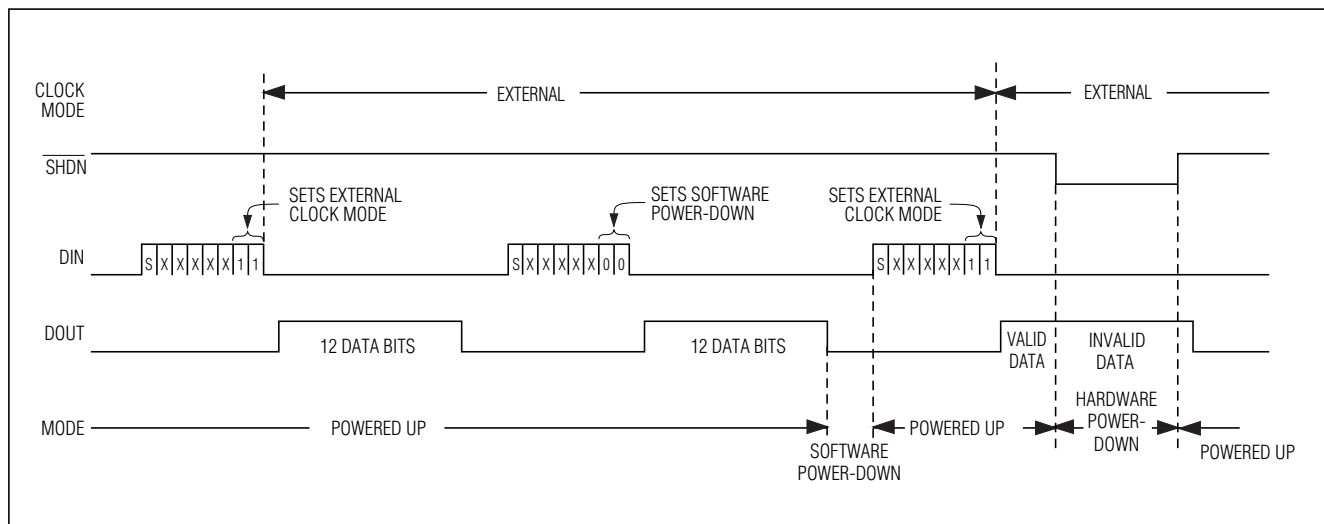 CLOCK
MODE
EXTERNAL
EXTERNAL
SHDN
SETS EXTERNAL
CLOCK MODE
SETS SOFTWARE
POWER-DOWN
SETS EXTERNAL
CLOCK MODE
DIN
S X X X X X 1 1
S X X X X X 0 0
S X X X X X 1 1
DOUT
12 DATA BITS
12 DATA BITS
VALID
DATA
INVALID
DATA
MODE
POWERED UP
SOFTWARE
POWER-DOWN
POWERED UP
HARDWARE
POWER-
DOWN
POWERED UP